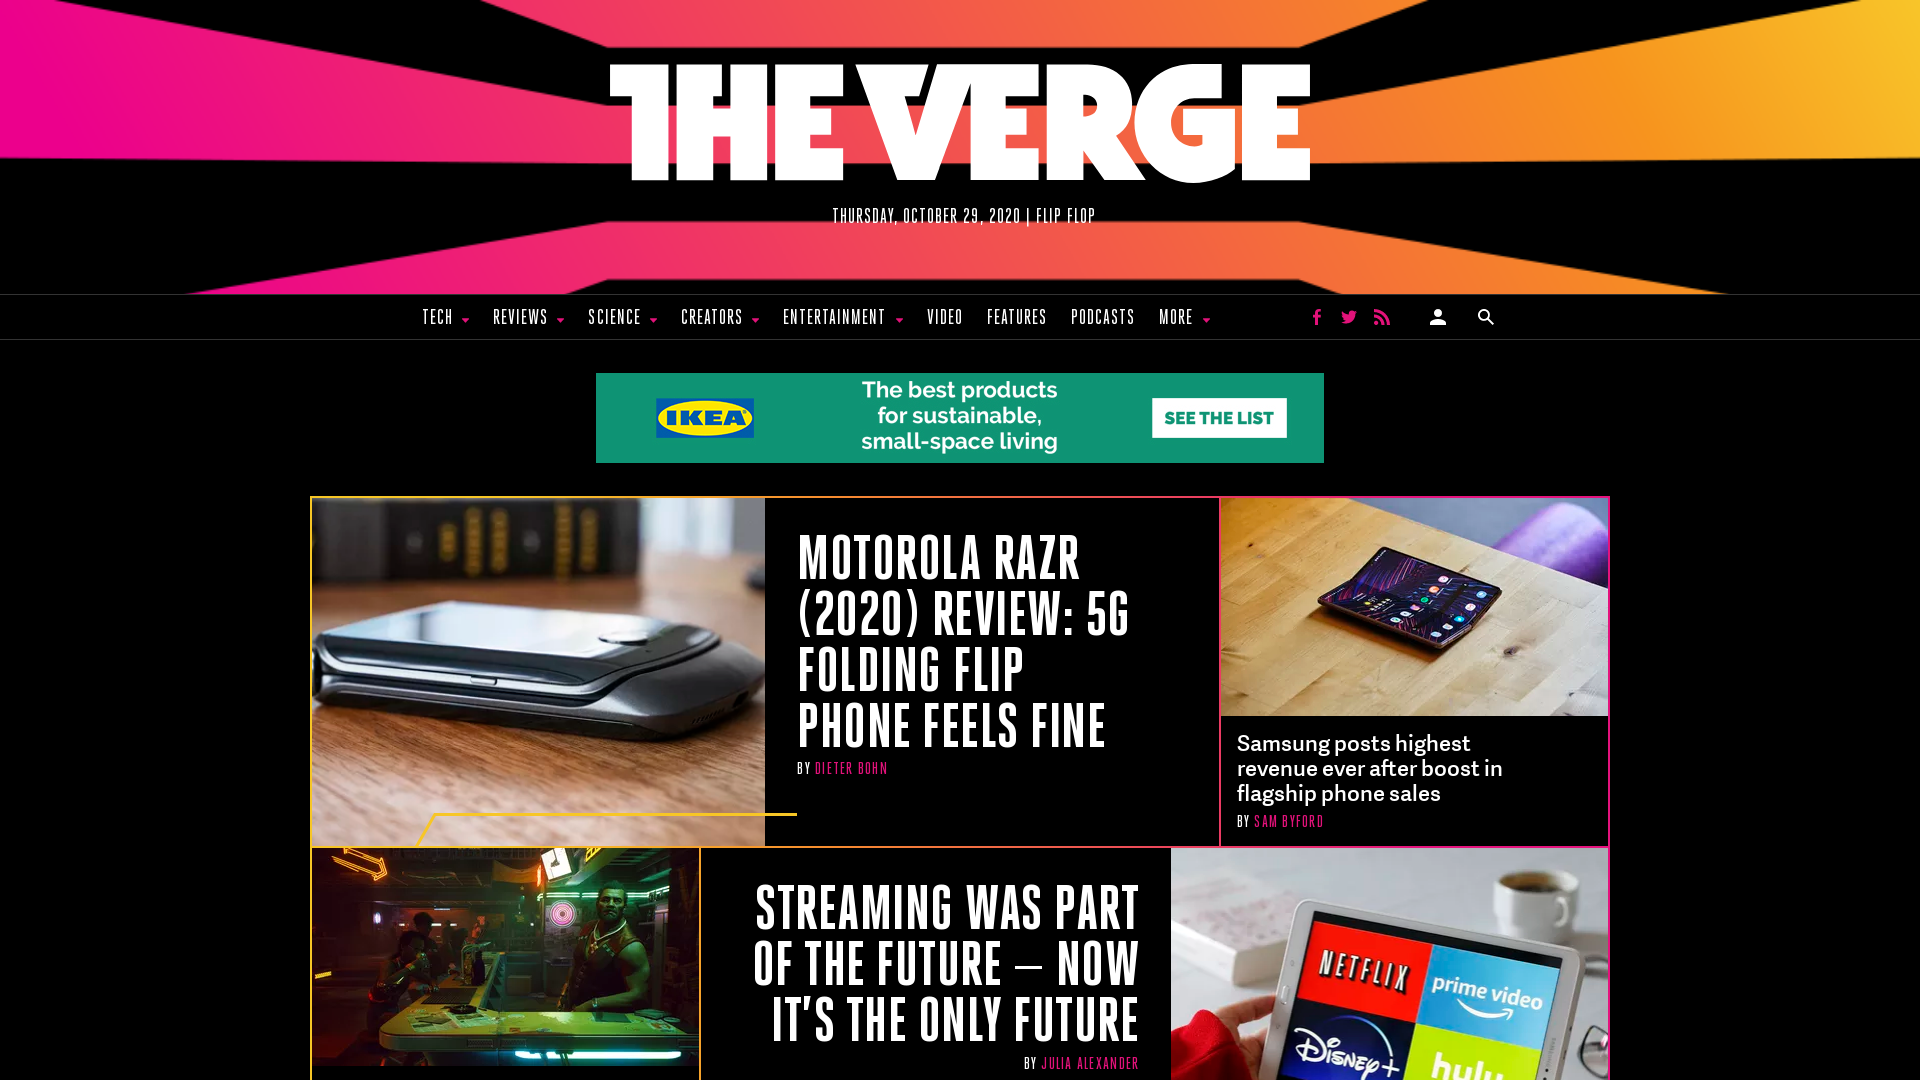 THE VERGE
THURSDAY, OCTOBER 29, 2020 | FLIP FLOP
TECH REVIEWS SCIENCE CREATORS ENTERTAINMENT VIDEO FEATURES PODCASTS MORE
IKEA
The best products
for sustainable,
small-space living
SEE THE LIST
MOTOROLA RAZR
(2020) REVIEW: 5G
FOLDING FLIP
PHONE FEELS FINE
BY DIETER BOHN
Samsung posts highest
revenue ever after boost in
flagship phone sales
BY SAM BYFORD
STREAMING WAS PART
OF THE FUTURE — NOW
IT'S THE ONLY FUTURE
BY JULIA ALEXANDER
NETFLIX
prime video
Disney+
hulu